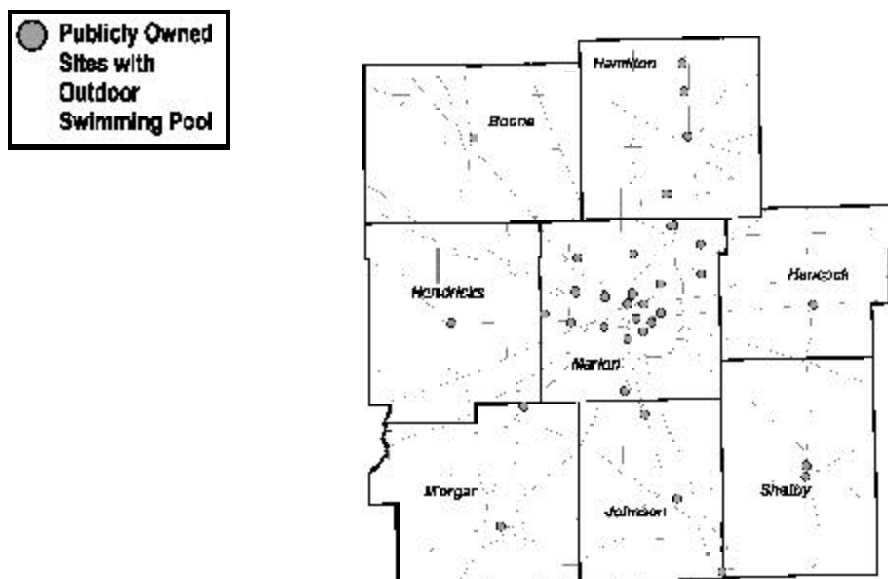 Publicly Owned
Sites with
Outdoor
Swimming Pool
Hamilton
Boone
Hancock
Hendricks
Marion
Morgan
Johnson
Shelby